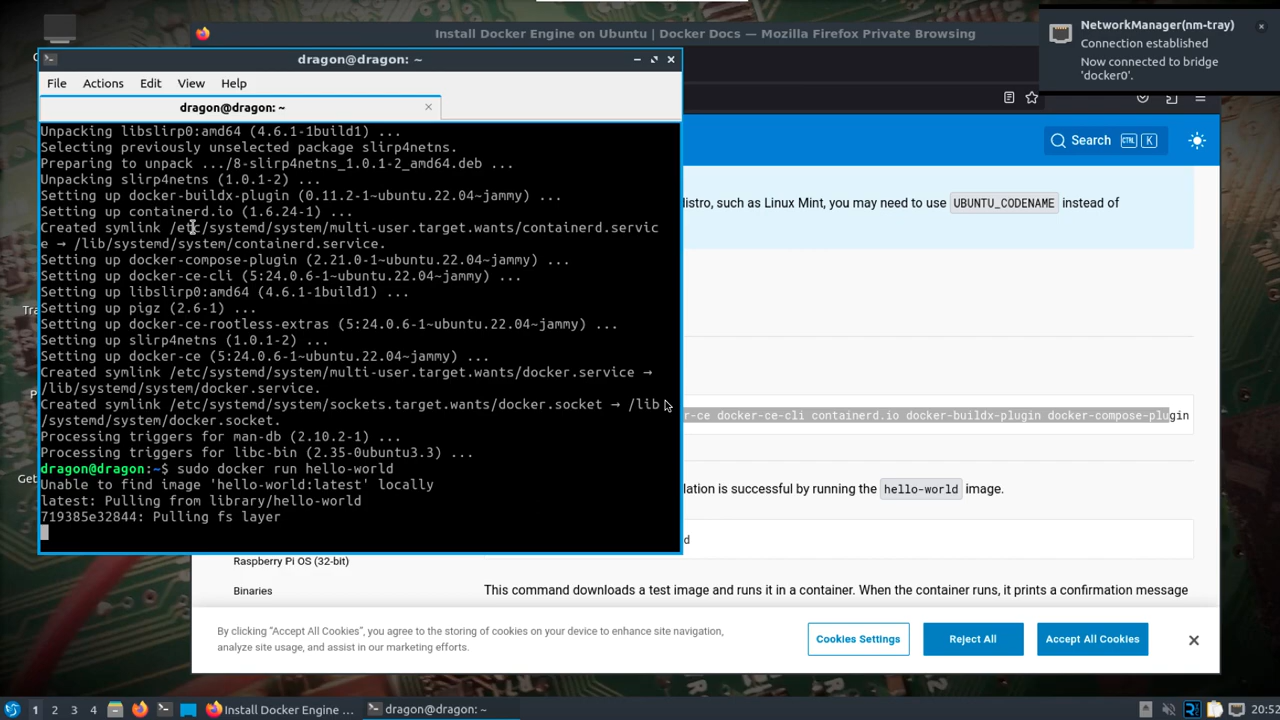 Install Docker Engine on Ubuntu | Docker Docs — Mozilla Firefox Private Browsing
NetworkManager(nm-tray)
Connection established
Now connected to bridge
'docker0'.
dragon@dragon: ~
File Actions Edit View Help
dragon@dragon: ~
Unpacking libslirp0:amd64 (4.6.1-1build1) ...
Selecting previously unselected package slirp4netns.
Preparing to unpack .../8-slirp4netns_1.0.1-2_amd64.deb ...
Unpacking slirp4netns (1.0.1-2) ...
Setting up docker-buildx-plugin (0.11.2-1~ubuntu.22.04~jammy) ...
Setting up containerd.io (1.6.24-1) ...
Created symlink /etc/systemd/system/multi-user.target.wants/containerd.servic
e → /lib/systemd/system/containerd.service.
Setting up docker-compose-plugin (2.21.0-1~ubuntu.22.04~jammy) ...
Setting up docker-ce-cli (5:24.0.6-1~ubuntu.22.04~jammy) ...
Setting up libslirp0:amd64 (4.6.1-1build1) ...
Setting up pigz (2.6-1) ...
Setting up docker-ce-rootless-extras (5:24.0.6-1~ubuntu.22.04~jammy) ...
Setting up slirp4netns (1.0.1-2) ...
Setting up docker-ce (5:24.0.6-1~ubuntu.22.04~jammy) ...
Created symlink /etc/systemd/system/multi-user.target.wants/docker.service →
/lib/systemd/system/docker.service.
Created symlink /etc/systemd/system/sockets.target.wants/docker.socket → /lib
/systemd/system/docker.socket.
Processing triggers for man-db (2.10.2-1) ...
Processing triggers for libc-bin (2.35-0ubuntu3.3) ...
dragon@dragon:~$ sudo docker run hello-world
Unable to find image 'hello-world:latest' locally
latest: Pulling from library/hello-world
719385e32844: Pulling fs layer
Search CTRL K
distro, such as Linux Mint, you may need to use UBUNTU_CODENAME instead of
er-ce docker-ce-cli containerd.io docker-buildx-plugin docker-compose-plugin
lation is successful by running the hello-world image.
d
Raspberry Pi OS (32-bit)
Binaries
This command downloads a test image and runs it in a container. When the container runs, it prints a confirmation message
By clicking "Accept All Cookies", you agree to the storing of cookies on your device to enhance site navigation,
analyze site usage, and assist in our marketing efforts.
Cookies Settings
Reject All
Accept All Cookies
Tra
P
Get
1 2 3 4
Install Docker Engine ...
dragon@dragon: ~
20:52